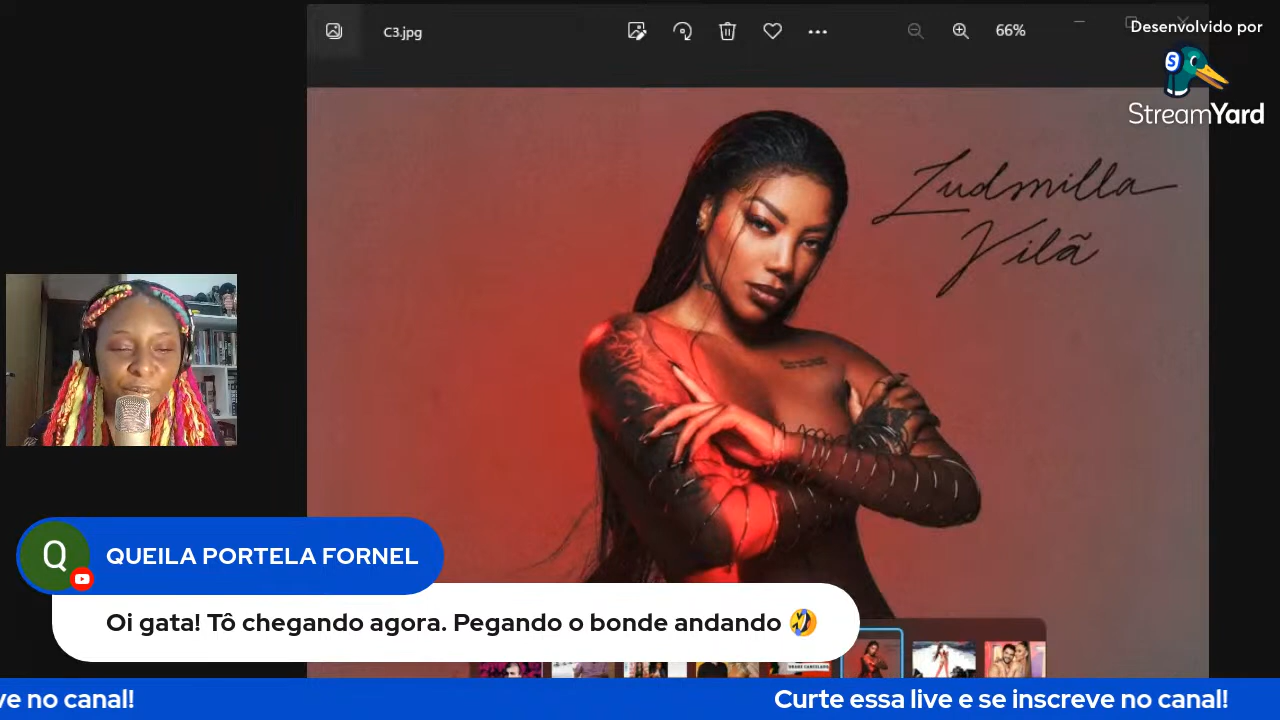 C3.jpg
66%
Desenvolvido por
S
StreamYard
Ludmilla
Vilã
Q
QUEILA PORTELA FORNEL
Oi gata! Tô chegando agora. Pegando o bonde andando 🤣
ve no canal!
Curte essa live e se inscreve no canal!